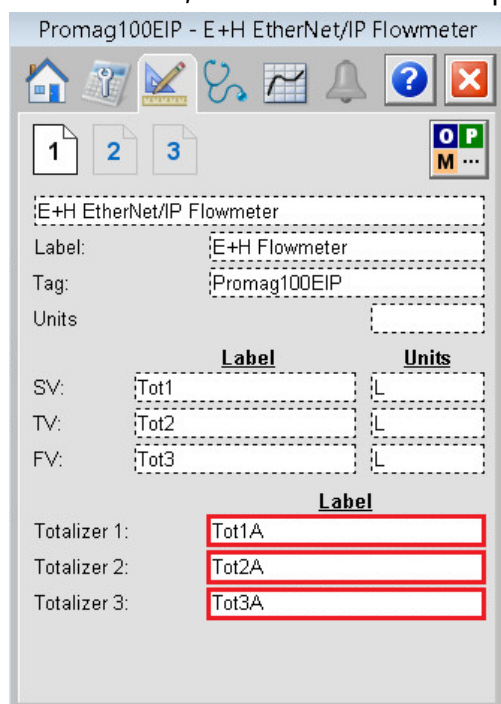 Promag100EIP - E+H EtherNet/IP Flowmeter
?
1 2 3
O P
M ...
E+H EtherNet/IP Flowmeter
Label: E+H Flowmeter
Tag: Promag100EIP
Units
Label Units
SV: Tot1 L
TV: Tot2 L
FV: Tot3 L
Label
Totalizer 1: Tot1A
Totalizer 2: Tot2A
Totalizer 3: Tot3A